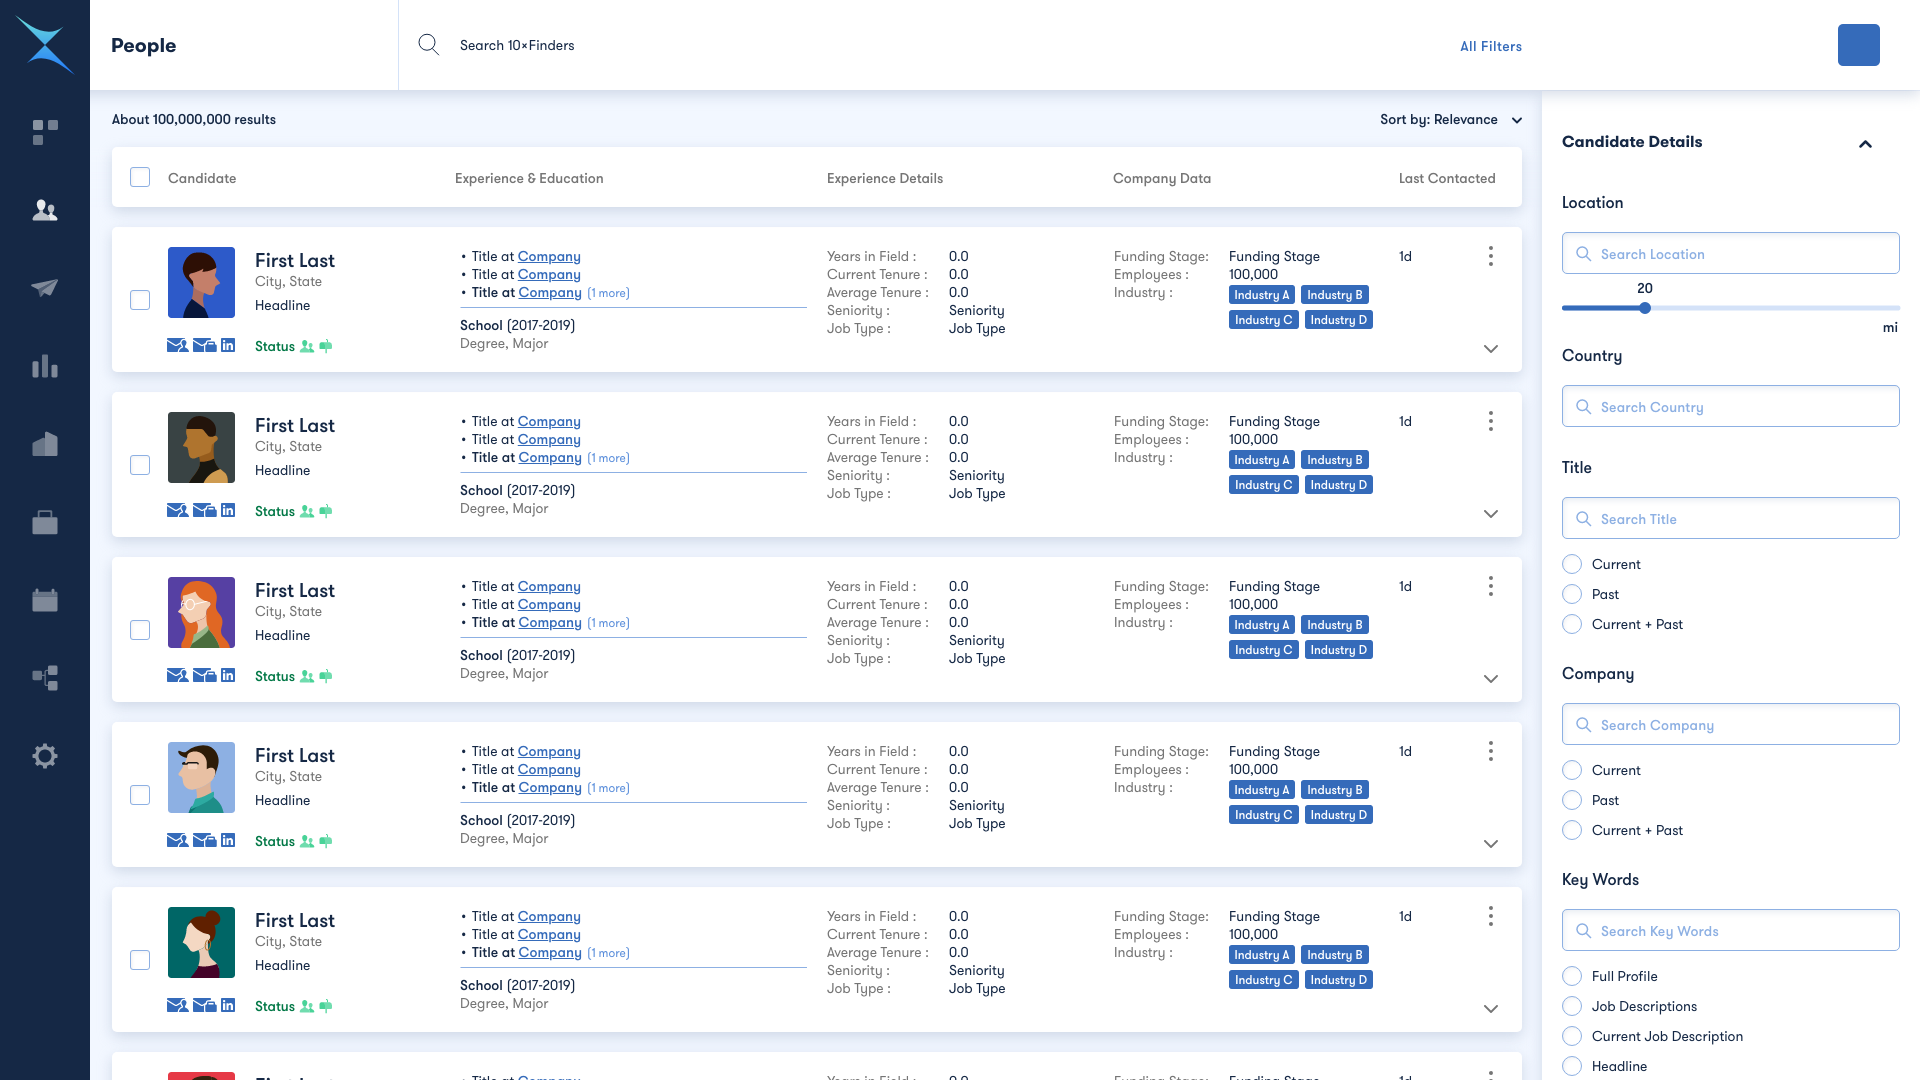 People
Search 10×Finders
All Filters
About 100,000,000 results
Sort by: Relevance
Candidate
Experience & Education
Experience Details
Company Data
Last Contacted
First Last
City, State
Headline
Status
• Title at Company
• Title at Company
• Title at Company (1 more)
School (2017-2019)
Degree, Major
Years in Field : 0.0
Current Tenure : 0.0
Average Tenure : 0.0
Seniority : Seniority
Job Type : Job Type
Funding Stage: Funding Stage
Employees : 100,000
Industry : Industry A Industry B
Industry C Industry D
1d
First Last
City, State
Headline
Status
• Title at Company
• Title at Company
• Title at Company (1 more)
School (2017-2019)
Degree, Major
Years in Field : 0.0
Current Tenure : 0.0
Average Tenure : 0.0
Seniority : Seniority
Job Type : Job Type
Funding Stage: Funding Stage
Employees : 100,000
Industry : Industry A Industry B
Industry C Industry D
1d
First Last
City, State
Headline
Status
• Title at Company
• Title at Company
• Title at Company (1 more)
School (2017-2019)
Degree, Major
Years in Field : 0.0
Current Tenure : 0.0
Average Tenure : 0.0
Seniority : Seniority
Job Type : Job Type
Funding Stage: Funding Stage
Employees : 100,000
Industry : Industry A Industry B
Industry C Industry D
1d
First Last
City, State
Headline
Status
• Title at Company
• Title at Company
• Title at Company (1 more)
School (2017-2019)
Degree, Major
Years in Field : 0.0
Current Tenure : 0.0
Average Tenure : 0.0
Seniority : Seniority
Job Type : Job Type
Funding Stage: Funding Stage
Employees : 100,000
Industry : Industry A Industry B
Industry C Industry D
1d
First Last
City, State
Headline
Status
• Title at Company
• Title at Company
• Title at Company (1 more)
School (2017-2019)
Degree, Major
Years in Field : 0.0
Current Tenure : 0.0
Average Tenure : 0.0
Seniority : Seniority
Job Type : Job Type
Funding Stage: Funding Stage
Employees : 100,000
Industry : Industry A Industry B
Industry C Industry D
1d
Candidate Details
Location
Search Location
20
mi
Country
Search Country
Title
Search Title
Current
Past
Current + Past
Company
Search Company
Current
Past
Current + Past
Key Words
Search Key Words
Full Profile
Job Descriptions
Current Job Description
Headline